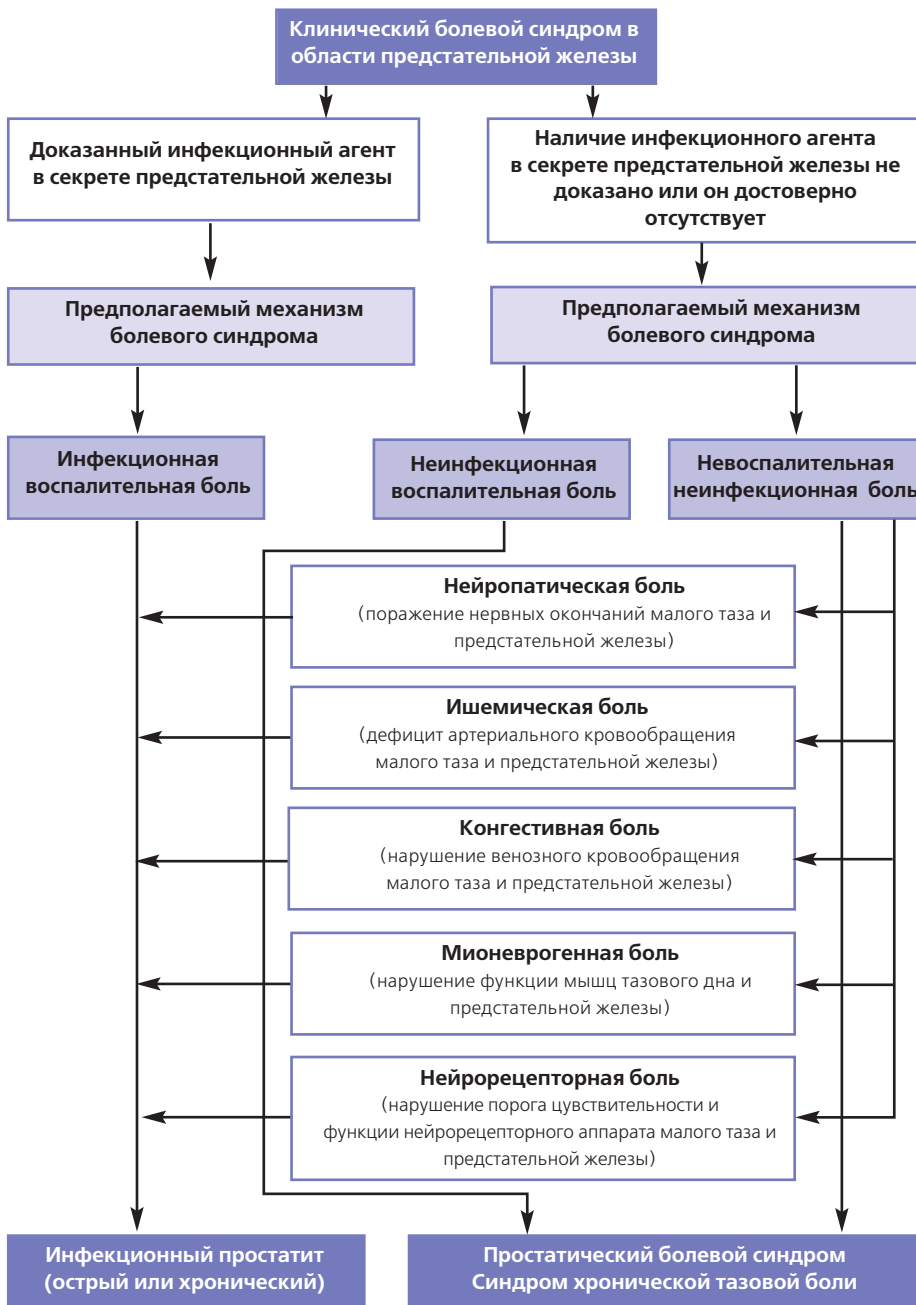 Клинический болевой синдром в
области предстательной железы
Доказанный инфекционный агент
в секрете предстательной железы
Наличие инфекционного агента
в секрете предстательной железы не
доказано или он достоверно
отсутствует
Предполагаемый механизм
болевого синдрома
Предполагаемый механизм
болевого синдрома
Инфекционная
воспалительная боль
Неинфекционная
воспалительная боль
Невоспалительная
неинфекционная боль
Нейропатическая боль
(поражение нервных окончаний малого таза и
предстательной железы)
Ишемическая боль
(дефицит артериального кровообращения
малого таза и предстательной железы)
Конгестивная боль
(нарушение венозного кровообращения
малого таза и предстательной железы)
Мионеврогенная боль
(нарушение функции мышц тазового дна и
предстательной железы)
Нейрорецепторная боль
(нарушение порога цувствительности и
функции нейрорецепторного аппарата малого таза и
предстательной железы)
Инфекционный простатит
(острый или хронический)
Простатический болевой синдром
Синдром хронической тазовой боли